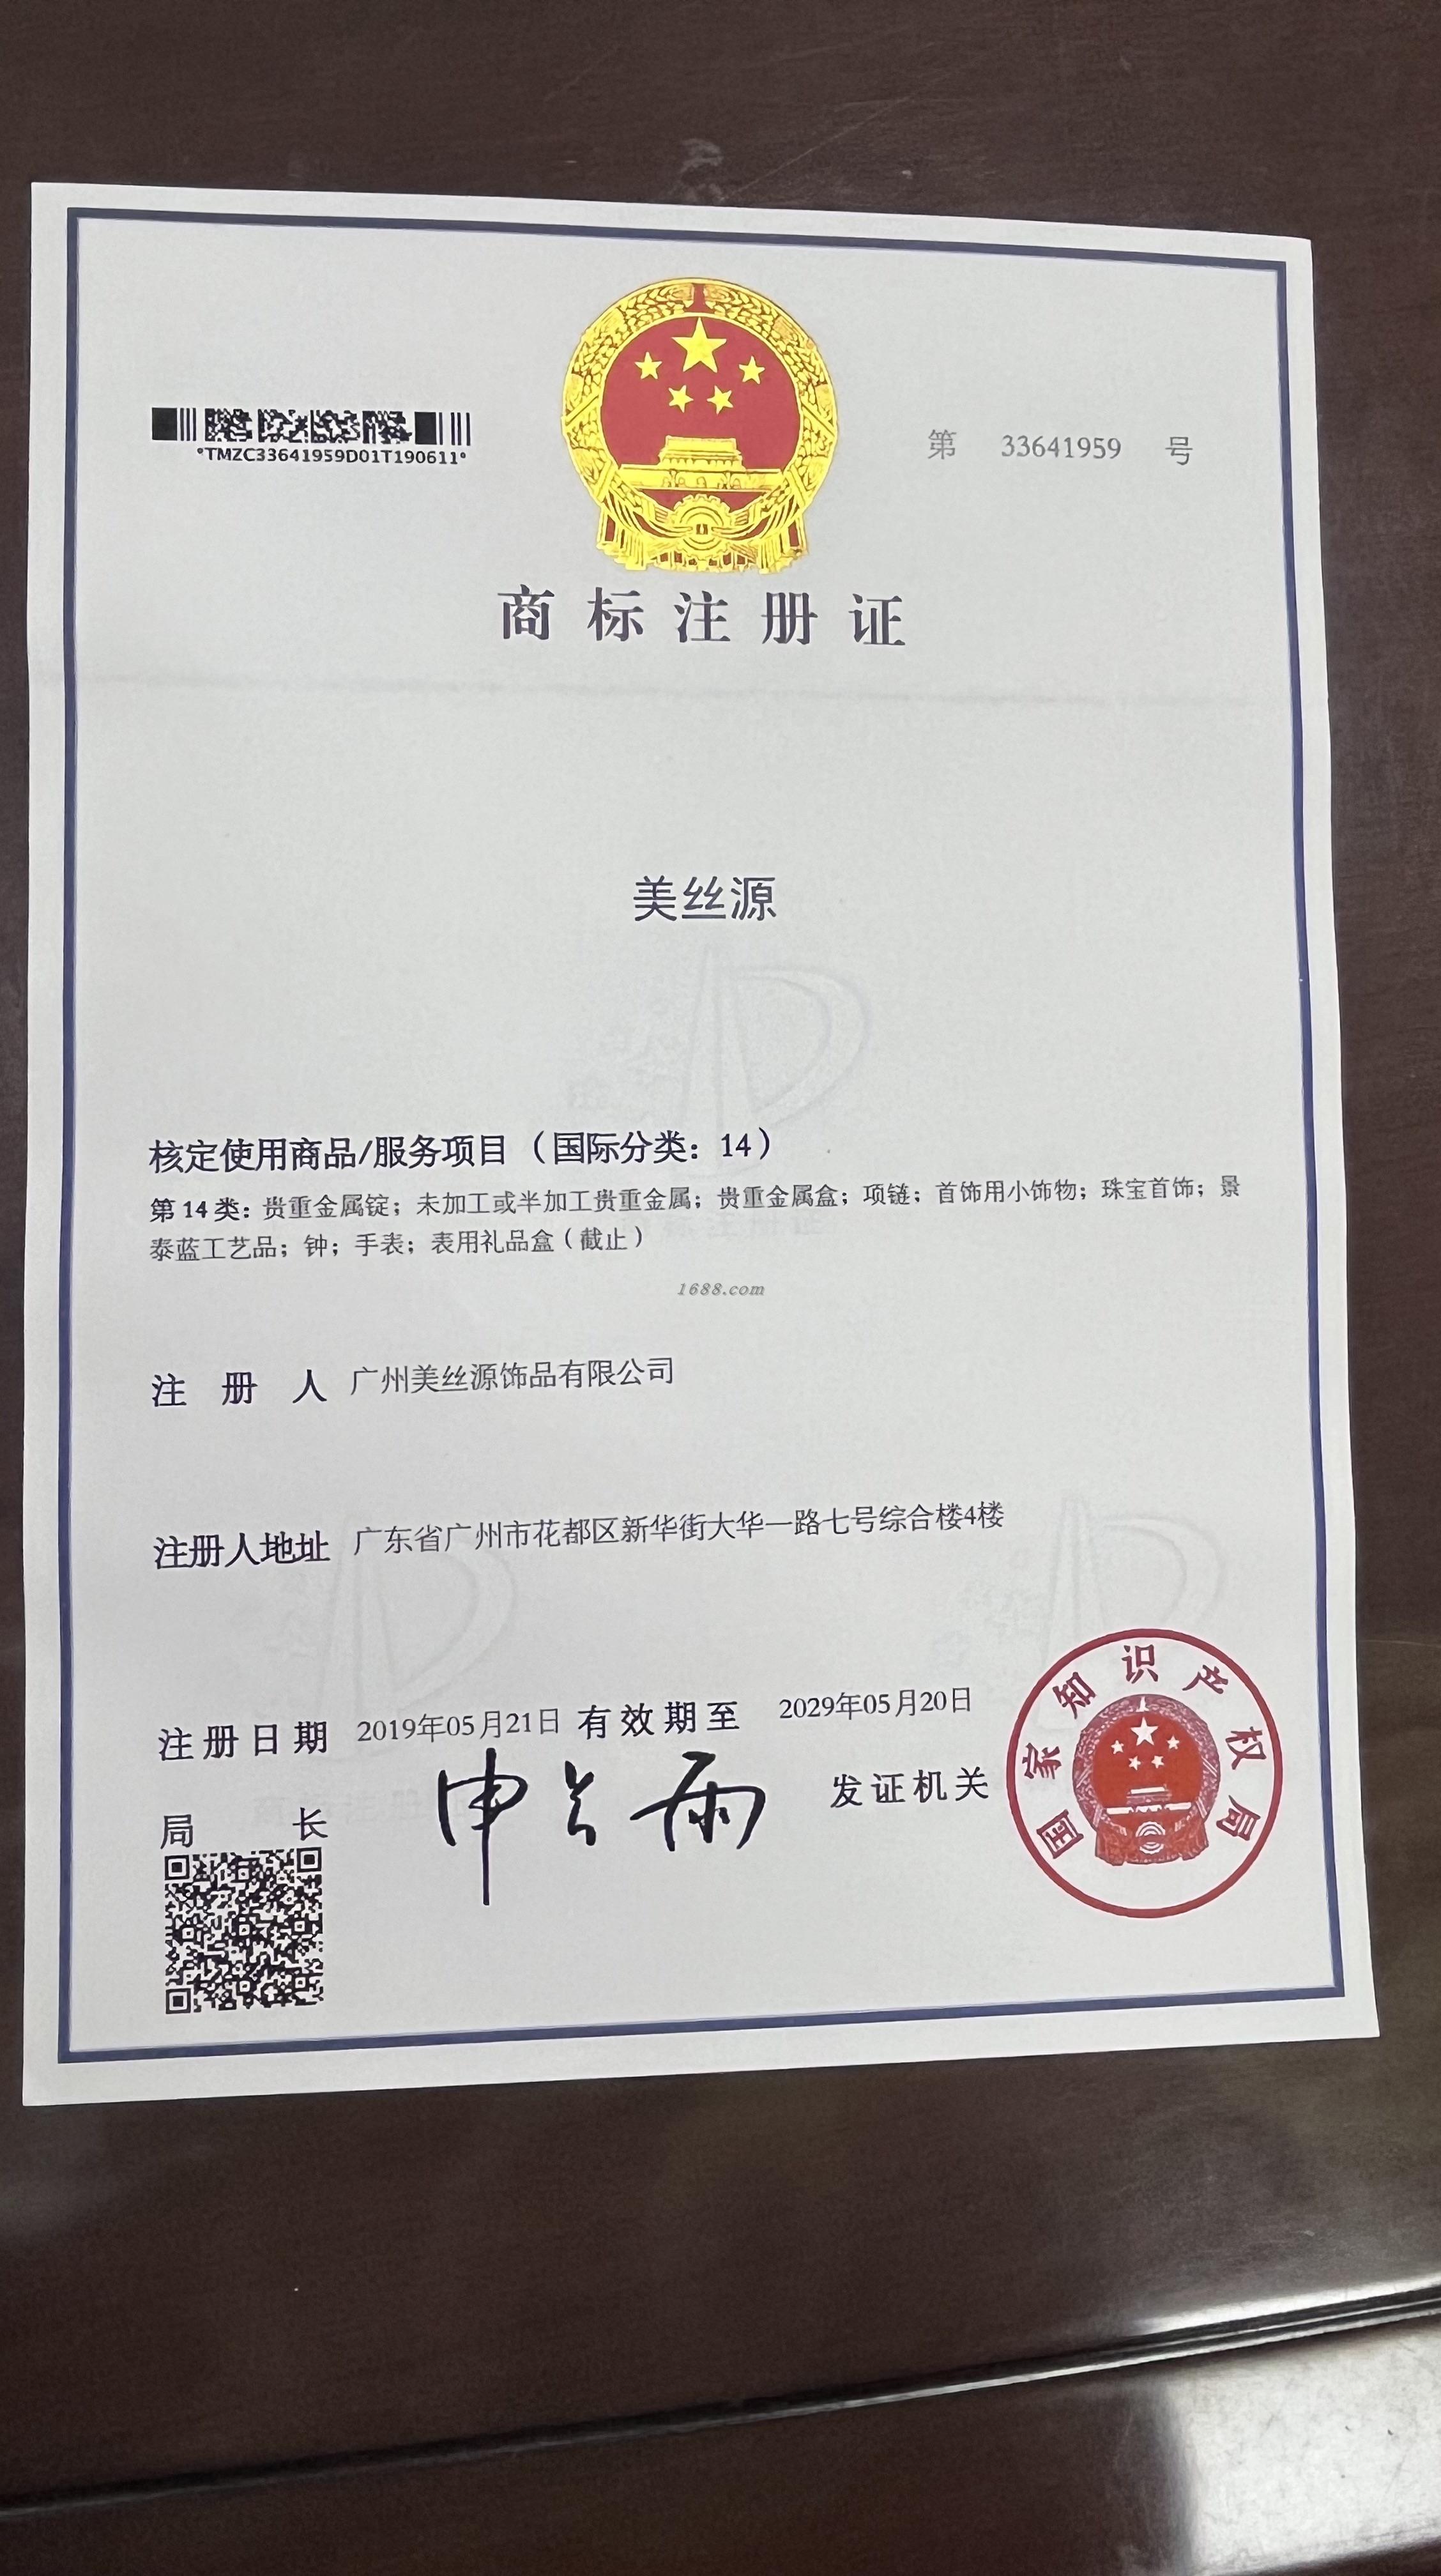 *TMZC33641959D01T190611*
第 33641959 号
商标注册证
美丝源
核定使用商品/服务项目（国际分类：14）
第14类：贵重金属锭；未加工或半加工贵重金属；贵重金属盒；项链；首饰用小饰物；珠宝首饰；景
泰蓝工艺品；钟；手表；表用礼品盒（截止）
1688.com
注册人 广州美丝源饰品有限公司
注册人地址 广东省广州市花都区新华街大华一路七号综合楼4楼
注册日期 2019年05月21日 有效期至 2029年05月20日
局长 申长雨 发证机关
国家知识产权局